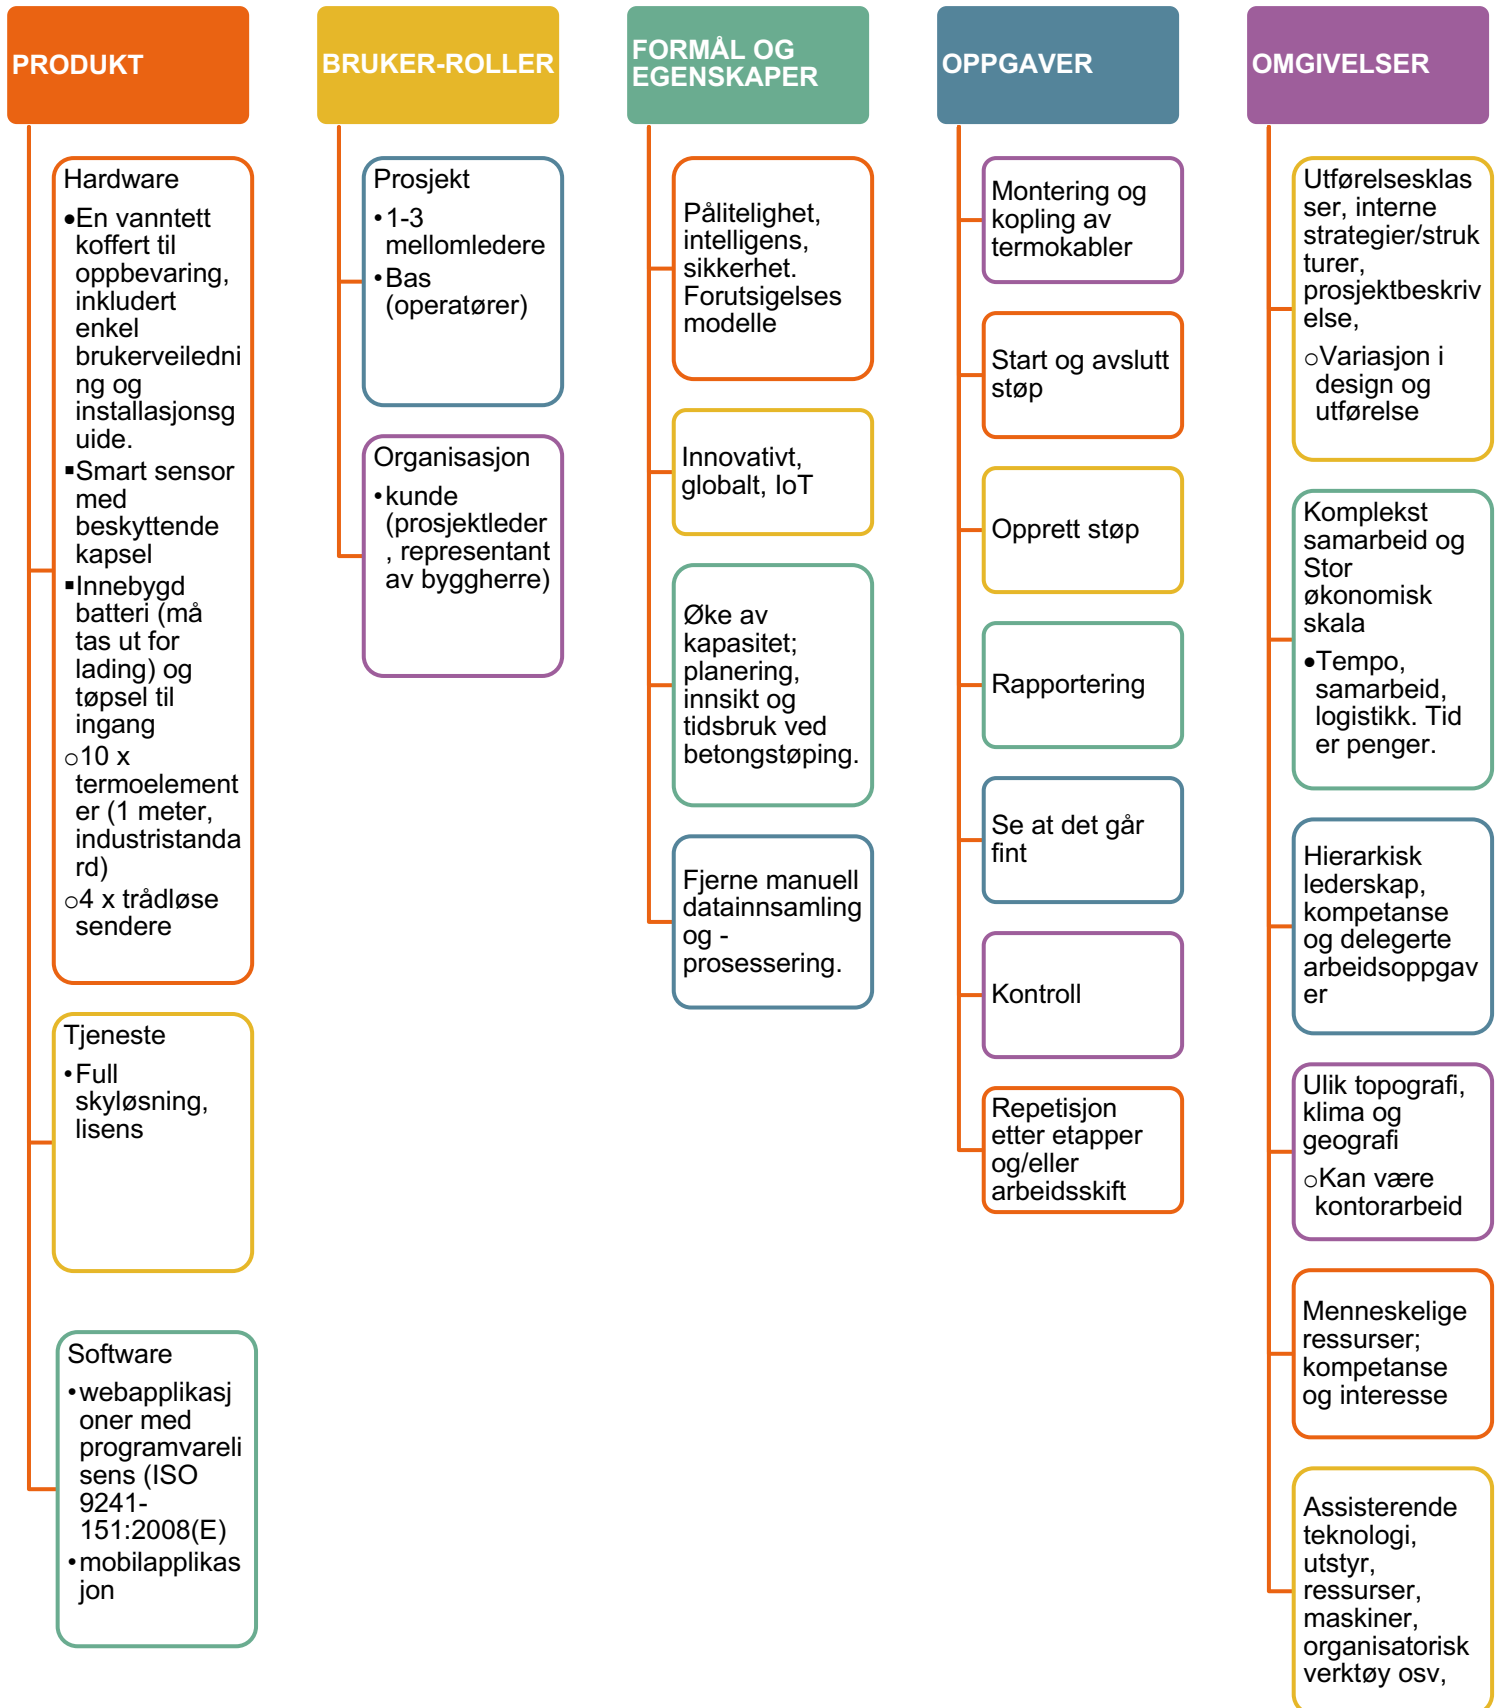 PRODUKT
Hardware
•En vanntett
koffert til
oppbevaring,
inkludert
enkel
brukerveiledni
ng og
installasjonsg
uide.
▪Smart sensor
med
beskyttende
kapsel
▪Innebygd
batteri (må
tas ut for
lading) og
tøpsel til
ingang
○10 x
termoelement
er (1 meter,
industristanda
rd)
○4 x trådløse
sendere
Tjeneste
•Full
skyløsning,
lisens
Software
•webapplikasj
oner med
programvareli
sens (ISO
9241-
151:2008(E)
•mobilapplikas
jon
BRUKER-ROLLER
Prosjekt
•1-3
mellomledere
•Bas
(operatører)
Organisasjon
•kunde
(prosjektleder
, representant
av byggherre)
FORMÅL OG
EGENSKAPER
Pålitelighet,
intelligens,
sikkerhet.
Forutsigelses
modelle
Innovativt,
globalt, IoT
Øke av
kapasitet;
planering,
innsikt og
tidsbruk ved
betongstøping.
Fjerne manuell
datainnsamling
og -
prosessering.
OPPGAVER
Montering og
kopling av
termokabler
Start og avslutt
støp
Opprett støp
Rapportering
Se at det går
fint
Kontroll
Repetisjon
etter etapper
og/eller
arbeidsskift
OMGIVELSER
Utførelsesklas
ser, interne
strategier/struk
turer,
prosjektbeskriv
else,
○Variasjon i
design og
utførelse
Komplekst
samarbeid og
Stor
økonomisk
skala
•Tempo,
samarbeid,
logistikk. Tid
er penger.
Hierarkisk
lederskap,
kompetanse
og delegerte
arbeidsoppgav
er
Ulik topografi,
klima og
geografi
○Kan være
kontorarbeid
Menneskelige
ressurser;
kompetanse
og interesse
Assisterende
teknologi,
utstyr,
ressurser,
maskiner,
organisatorisk
verktøy osv,